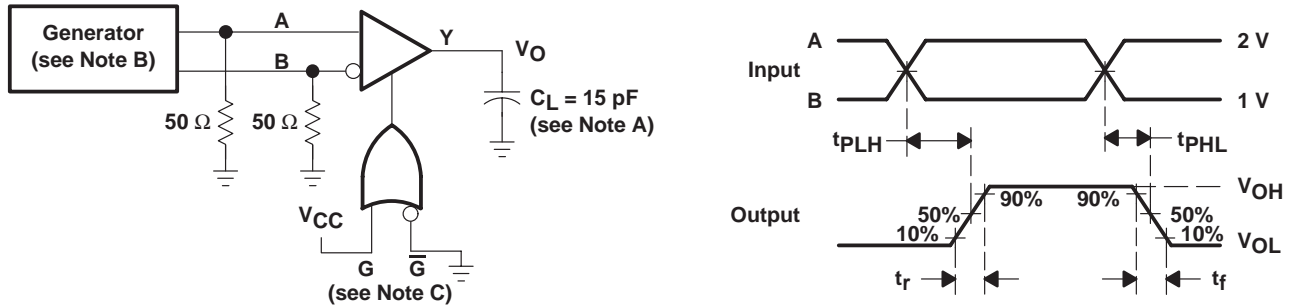 Generator
(see Note B)
A
B
Y
VO
50 Ω
50 Ω
CL = 15 pF
(see Note A)
VCC
G
G̅
(see Note C)
A
Input
B
2 V
1 V
tPLH
tPHL
Output
VOH
90%
90%
50%
50%
10%
10%
VOL
tr
tf